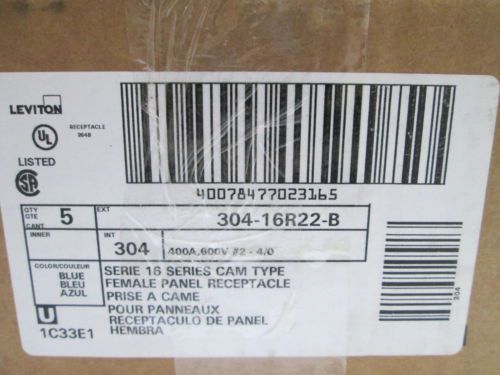 LEVITON
UL
RECEPTACLE
2648
LISTED
SA
40078477023165
QTY
QTE
CANT
5
EXT
304-16R22-B
INNER
INT
304
400A,600V #2 - 4/0
COLOR/COULEUR
BLUE
BLEU
AZUL
SERIE 16 SERIES CAM TYPE
FEMALE PANEL RECEPTACLE
PRISE A CAME
POUR PANNEAUX
RECEPTACULO DE PANEL
HEMBRA
U
1C33E1
304